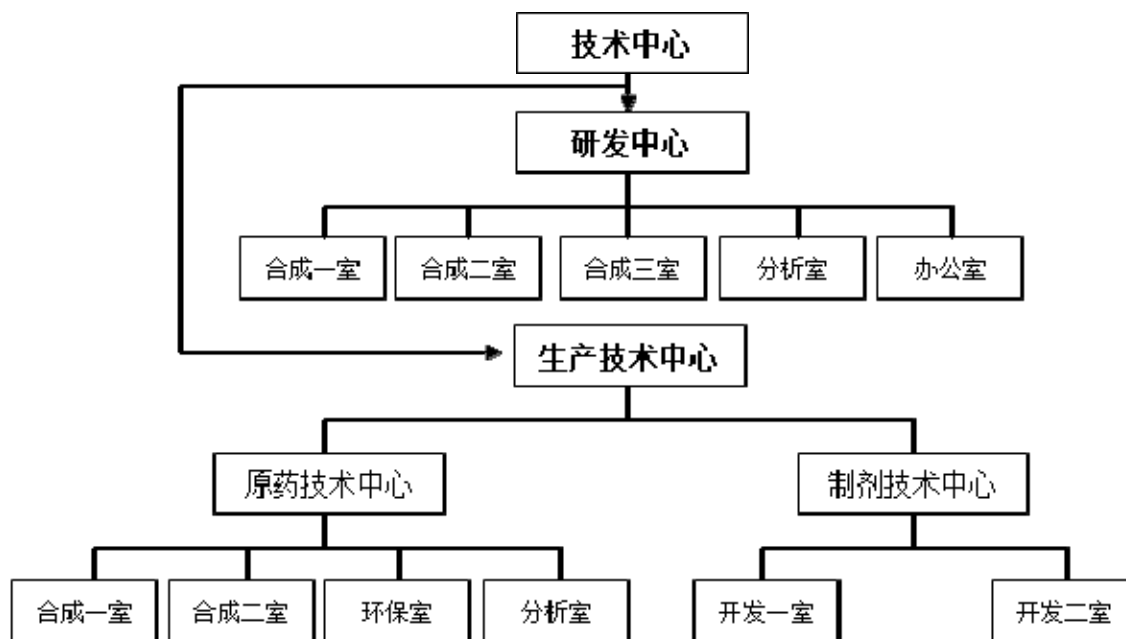 技术中心
研发中心
合成一室
合成二室
合成三室
分析室
办公室
生产技术中心
原药技术中心
制剂技术中心
合成一室
合成二室
环保室
分析室
开发一室
开发二室